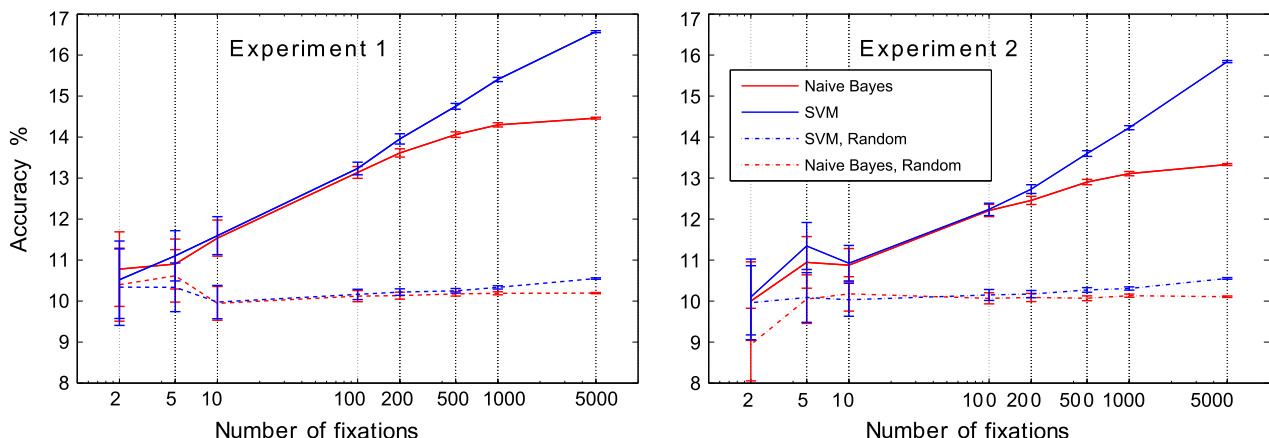 Experiment 1
17
16
15
14
13
12
11
10
9
8
Accuracy %
2 5 10 100 200 500 1000 5000
Number of fixations
Experiment 2
17
16
15
14
13
12
11
10
9
8
Naive Bayes
SVM
SVM, Random
Naive Bayes, Random
2 5 10 100 200 500 1000 5000
Number of fixations